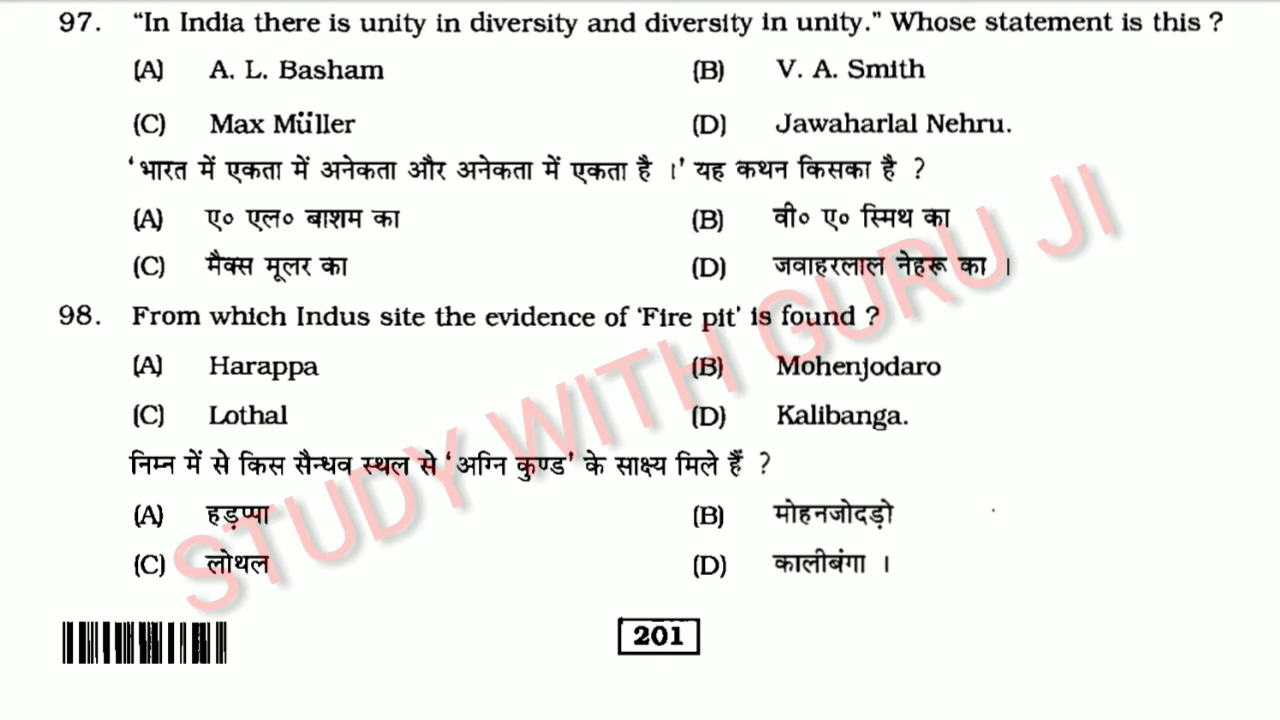 97. “In India there is unity in diversity and diversity in unity.” Whose statement is this ?
(A) A. L. Basham (B) V. A. Smith
(C) Max Müller (D) Jawaharlal Nehru.
‘भारत में एकता में अनेकता और अनेकता में एकता है ।’ यह कथन किसका है ?
(A) ए० एल० बाशम का (B) वी० ए० स्मिथ का
(C) मैक्स मूलर का (D) जवाहरलाल नेहरू का ।
98. From which Indus site the evidence of ‘Fire pit’ is found ?
(A) Harappa (B) Mohenjodaro
(C) Lothal (D) Kalibanga.
निम्न में से किस सैन्धव स्थल से ‘अग्नि कुण्ड’ के साक्ष्य मिले हैं ?
(A) हड़प्पा (B) मोहनजोदड़ो
(C) लोथल (D) कालीबंगा ।
201
STUDY WITH GURU JI